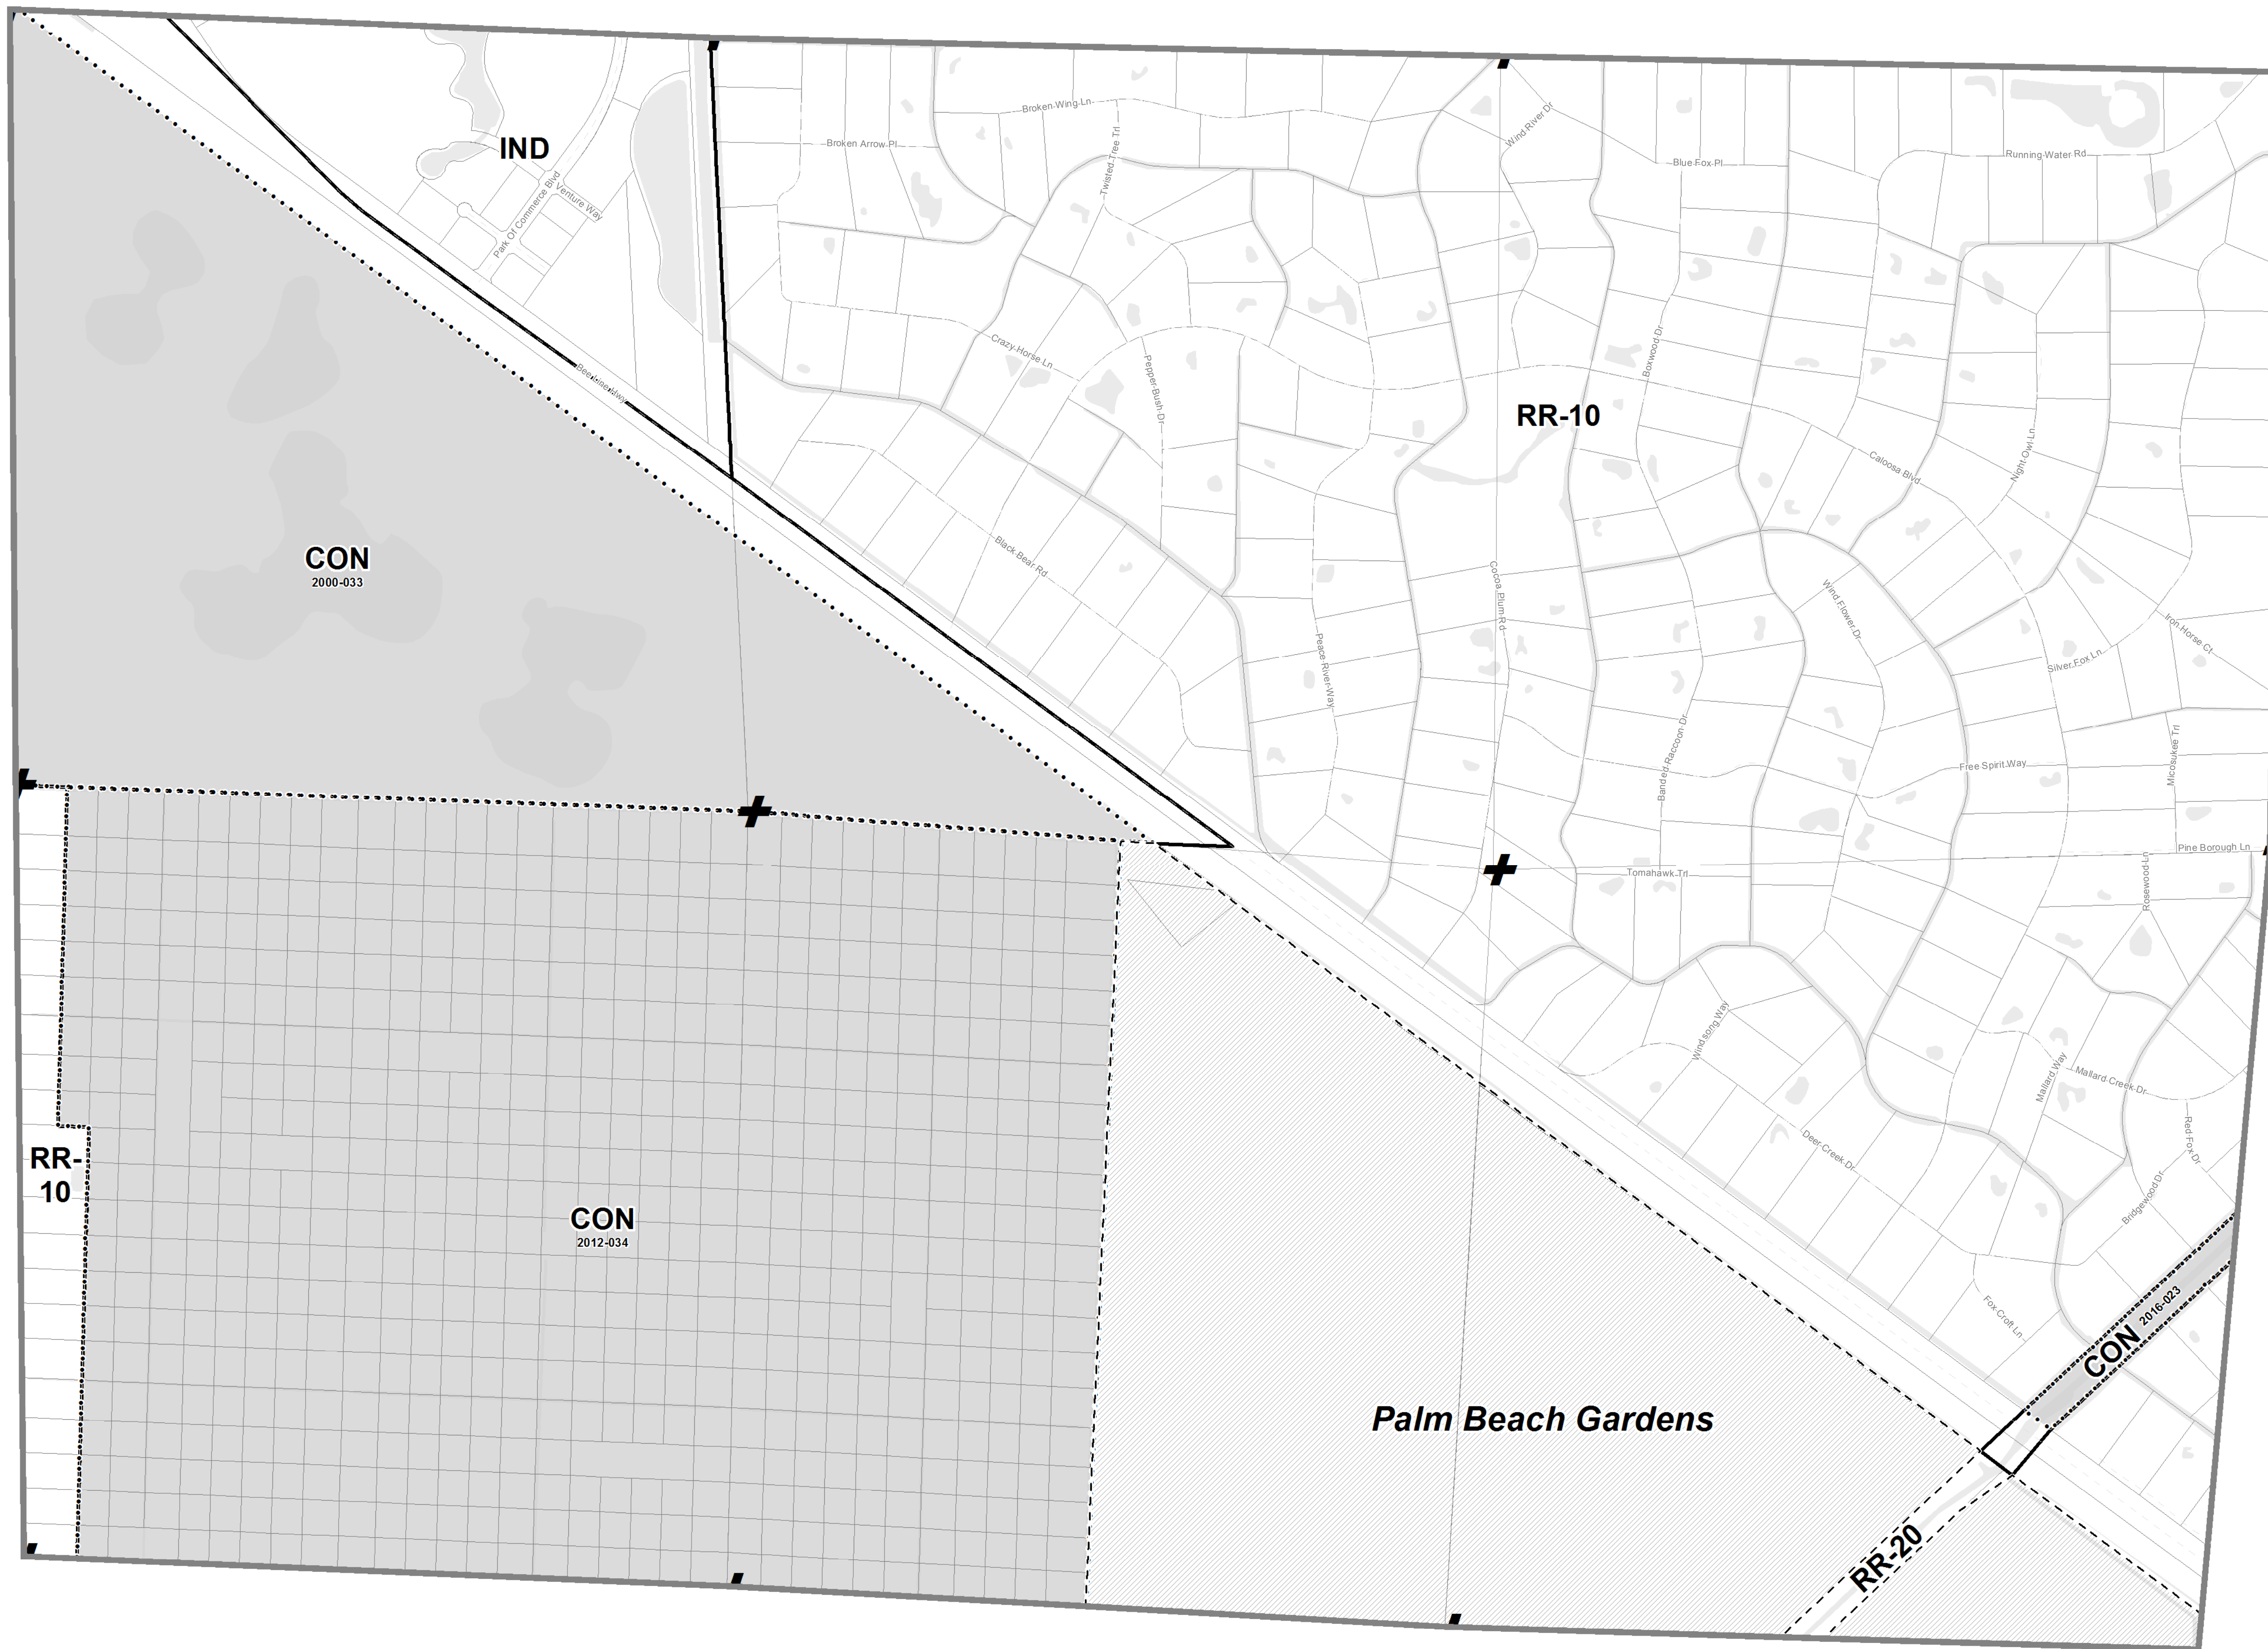 IND
Broken Wing Ln
Broken Arrow Pl
Twisted Tree Trl
Wind River Dr
Blue Fox Pl
Running Water Rd
Park Of Commerce Blvd
Venture Way
Bee Line Hwy
Crazy Horse Ln
Pepper Bush Dr
Boxwood Dr
RR-10
Caloosa Blvd
Night Owl Ln
CON
2000-033
Black Bear Rd
Cocoa Plum Rd
Wind Flower Dr
Iron Horse Ct
Silver Fox Ln
Peace River Way
Banded Raccoon Dr
Free Spirit Way
Micosukee Trl
Pine Borough Ln
Tomahawk Trl
Rosewood Ln
Windsong Way
Mallard Way
Mallard Creek Dr
Red Fox Dr
Deer Creek Dr
Bridgewood Dr
RR-
10
CON
2012-034
Fox Croft Ln
CON 2016-023
Palm Beach Gardens
RR-20